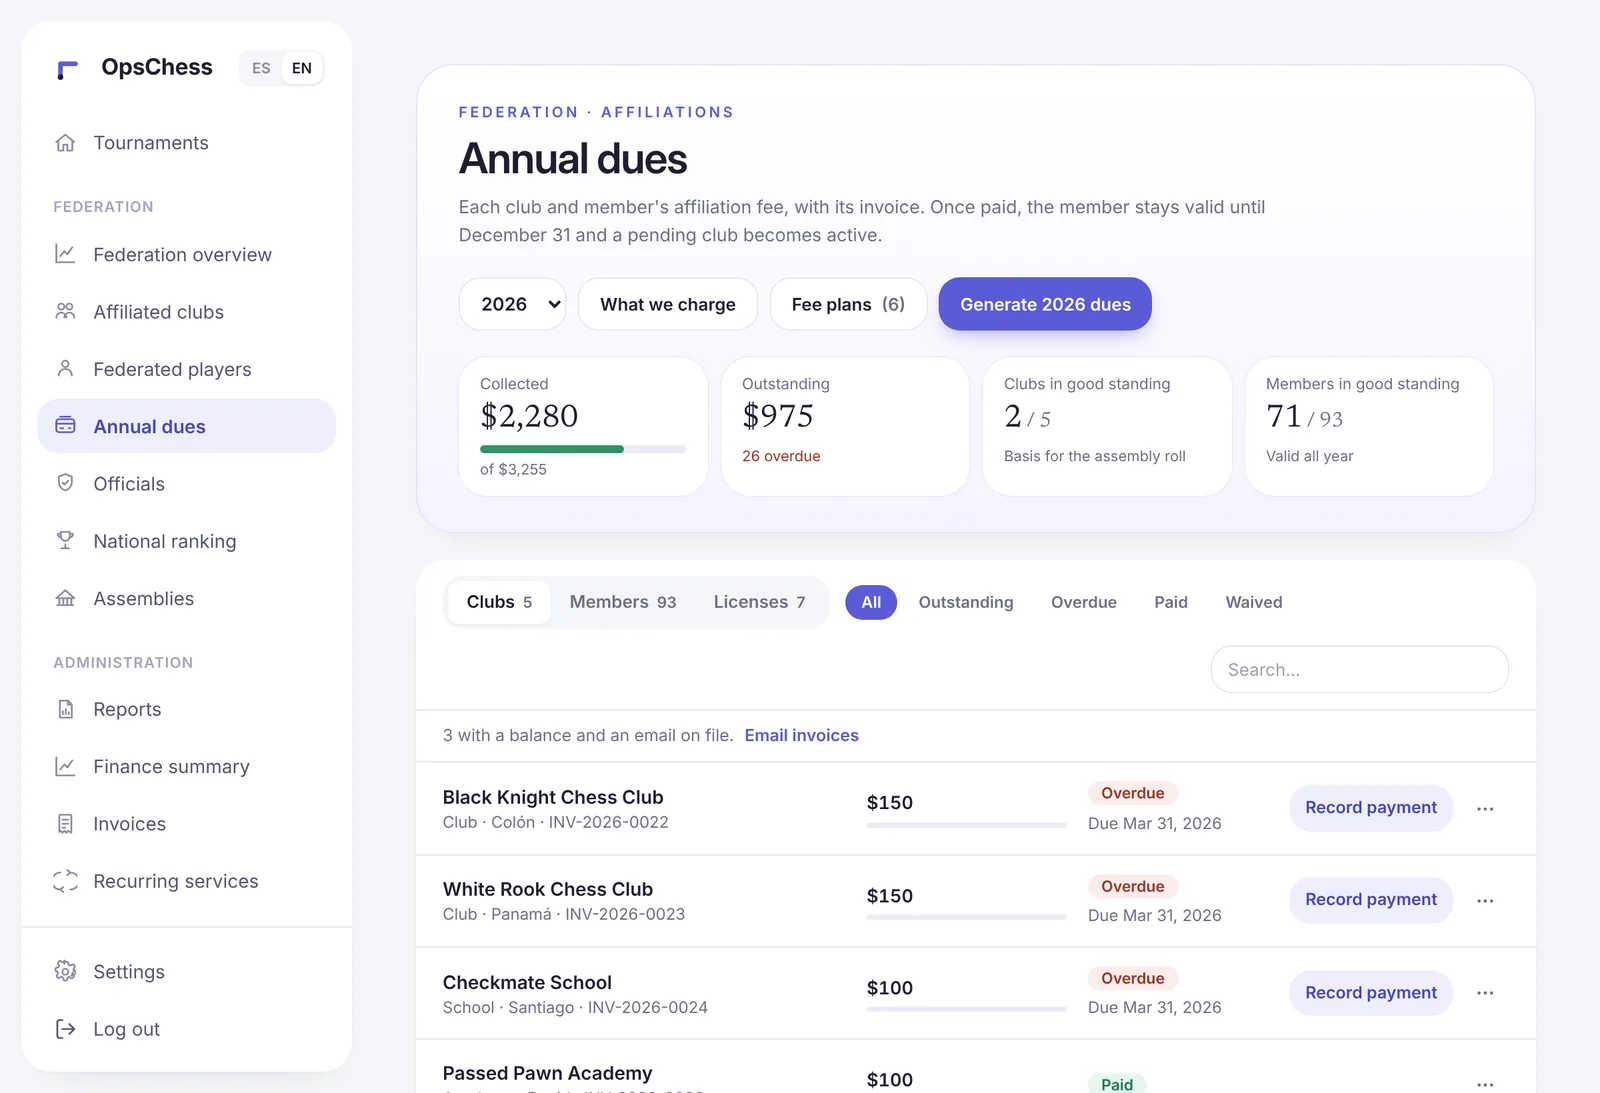 OpsChess
ES EN
Tournaments
FEDERATION
Federation overview
Affiliated clubs
Federated players
Annual dues
Officials
National ranking
Assemblies
ADMINISTRATION
Reports
Finance summary
Invoices
Recurring services
Settings
Log out
FEDERATION · AFFILIATIONS
Annual dues
Each club and member's affiliation fee, with its invoice. Once paid, the member stays valid until
December 31 and a pending club becomes active.
2026
What we charge
Fee plans (6)
Generate 2026 dues
Collected
$2,280
of $3,255
Outstanding
$975
26 overdue
Clubs in good standing
2 / 5
Basis for the assembly roll
Members in good standing
71 / 93
Valid all year
Clubs 5 Members 93 Licenses 7
All Outstanding Overdue Paid Waived
Search...
3 with a balance and an email on file. Email invoices
Black Knight Chess Club
Club · Colón · INV-2026-0022
$150
Overdue
Due Mar 31, 2026
Record payment
White Rook Chess Club
Club · Panamá · INV-2026-0023
$150
Overdue
Due Mar 31, 2026
Record payment
Checkmate School
School · Santiago · INV-2026-0024
$100
Overdue
Due Mar 31, 2026
Record payment
Passed Pawn Academy
$100
Paid